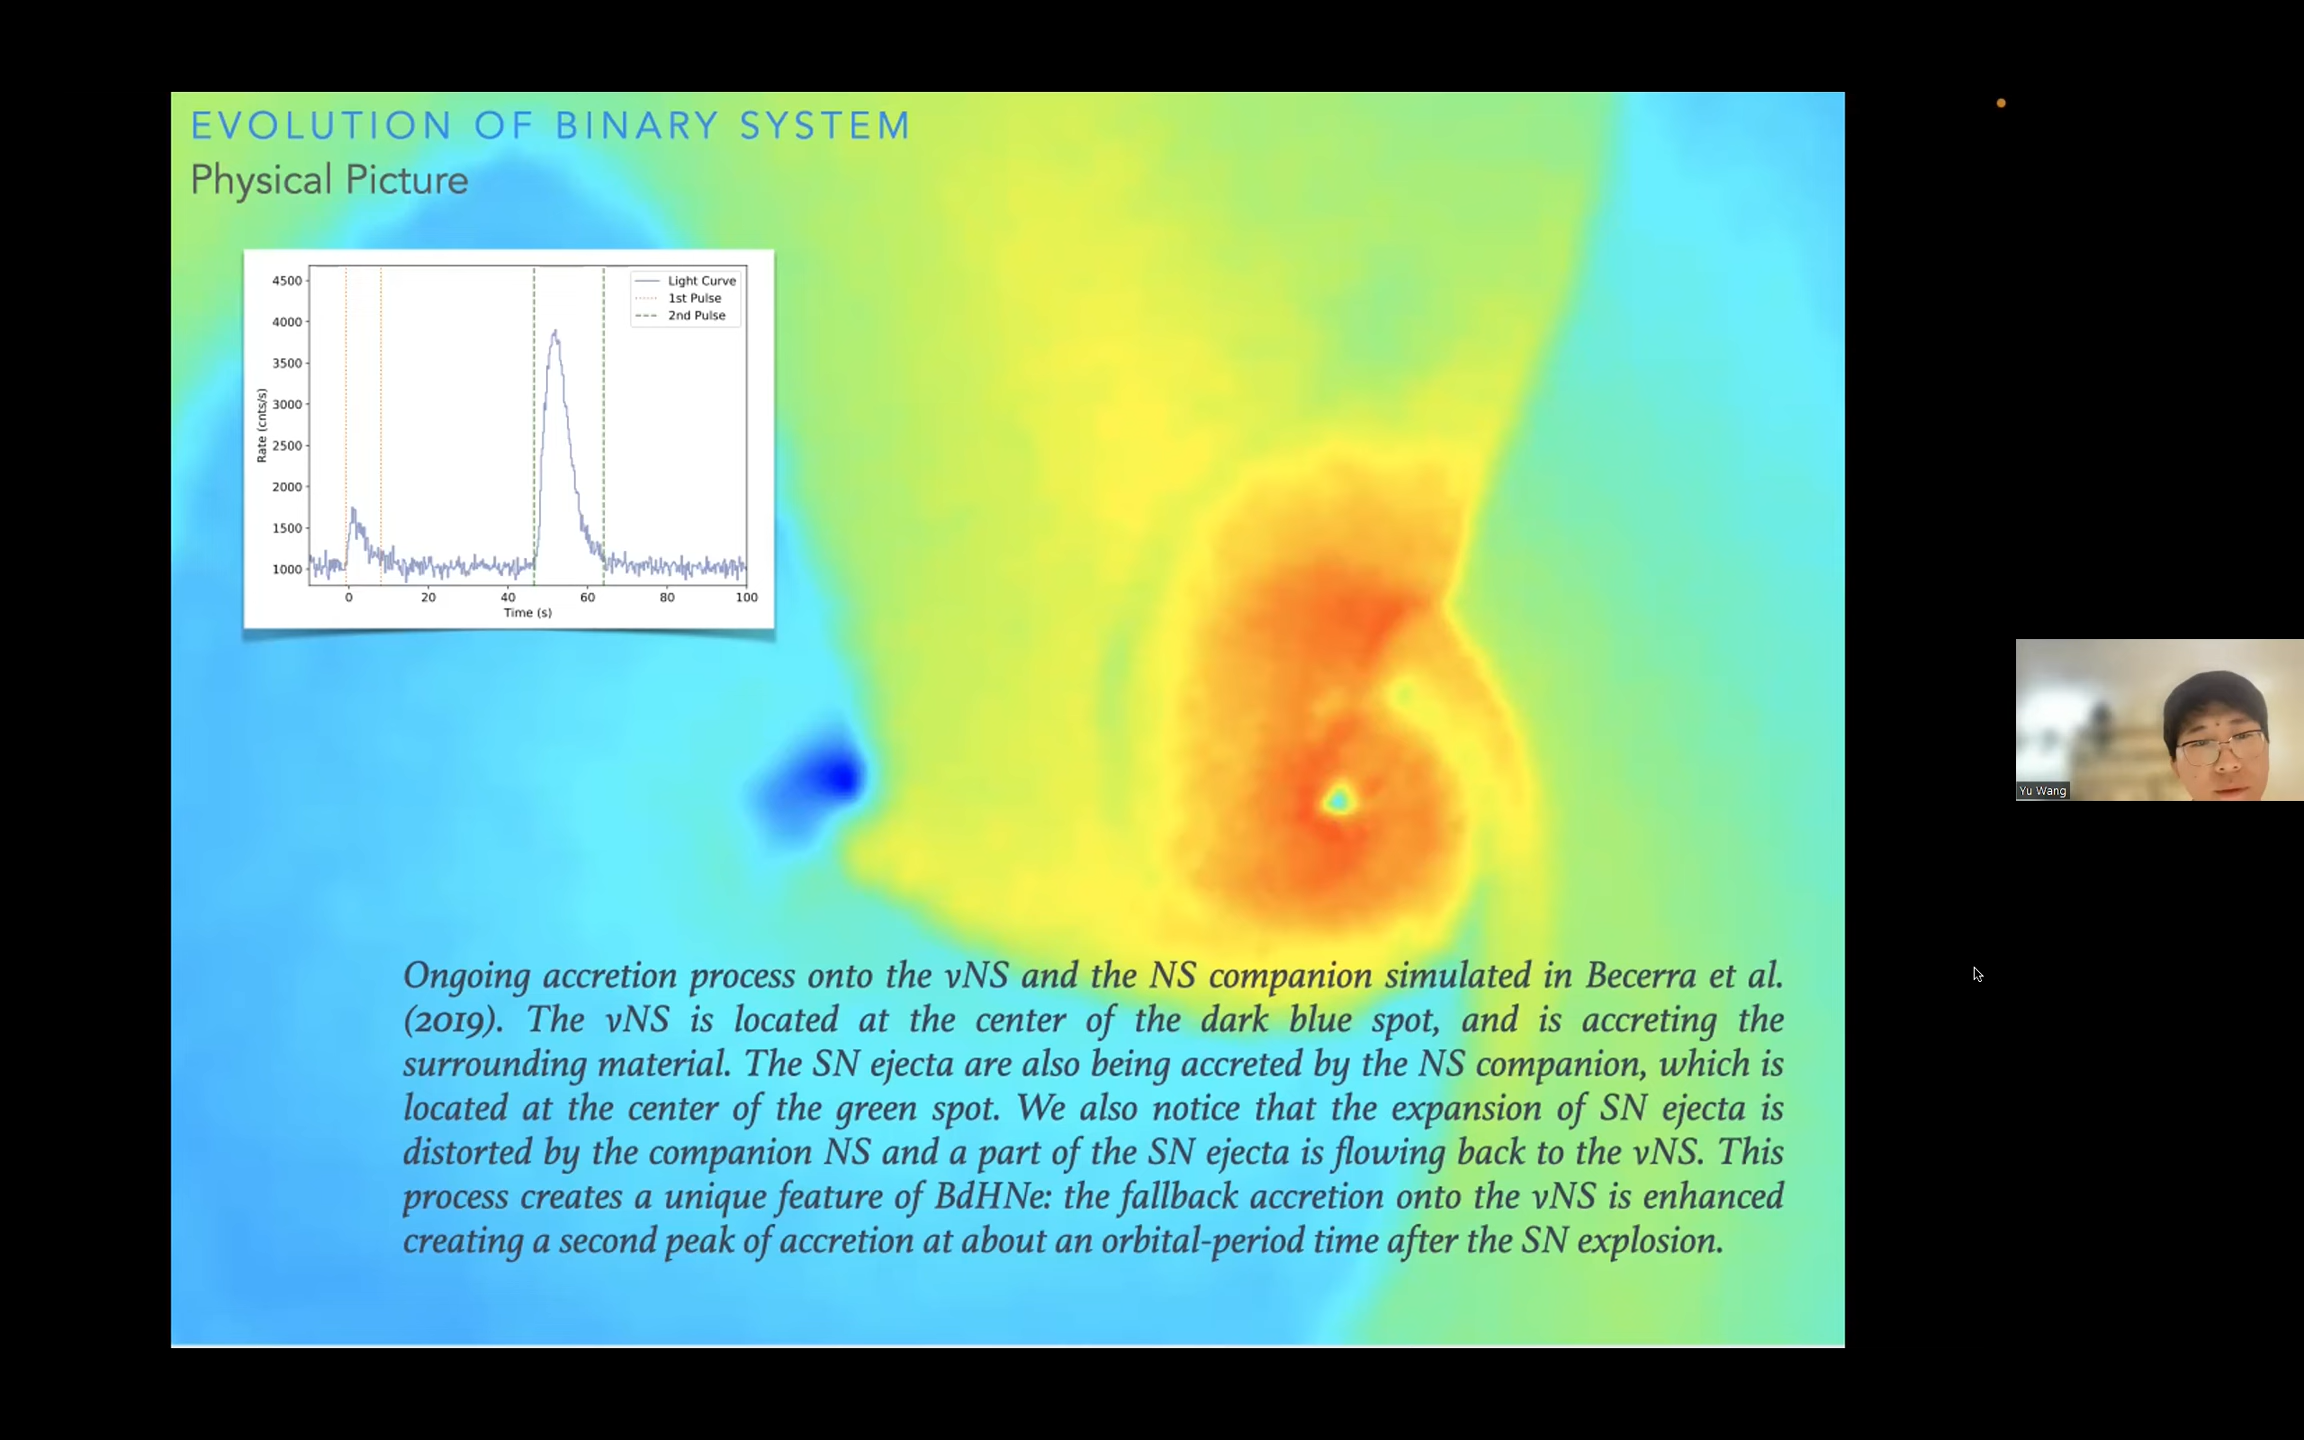 EVOLUTION OF BINARY SYSTEM
Physical Picture
Light Curve
1st Pulse
2nd Pulse
4500
4000
3500
3000
2500
2000
1500
1000
Rate (cnts/s)
0 20 40 60 80 100
Time (s)
Yu Wang
Ongoing accretion process onto the νNS and the NS companion simulated in Becerra et al.
(2019). The νNS is located at the center of the dark blue spot, and is accreting the
surrounding material. The SN ejecta are also being accreted by the NS companion, which is
located at the center of the green spot. We also notice that the expansion of SN ejecta is
distorted by the companion NS and a part of the SN ejecta is flowing back to the νNS. This
process creates a unique feature of BdHNe: the fallback accretion onto the νNS is enhanced
creating a second peak of accretion at about an orbital-period time after the SN explosion.